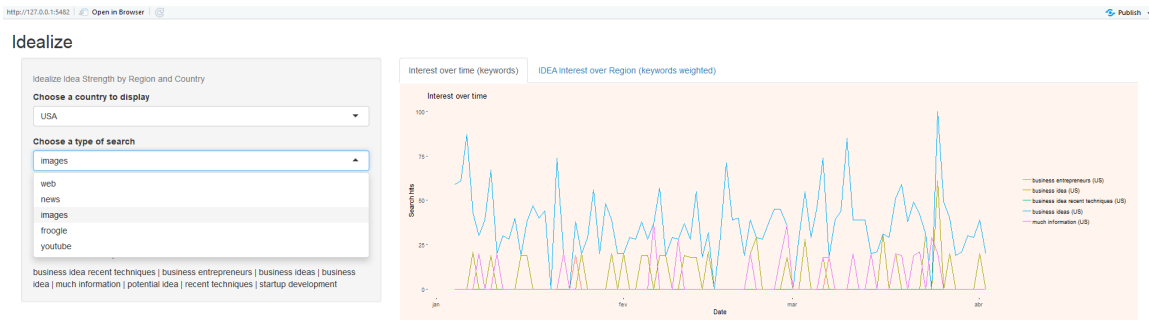 http://127.0.0.1:5482
Open in Browser
Publish
Idealize
Idealize Idea Strength by Region and Country
Choose a country to display
USA
Choose a type of search
images
web
news
images
froogle
youtube
business idea recent techniques | business entrepreneurs | business ideas | business
idea | much information | potential idea | recent techniques | startup development
Interest over time (keywords)
IDEA Interest over Region (keywords weighted)
Interest over time
100
75
50
25
0
Search hits
jan
fev
mar
abr
Date
business entrepreneurs (US)
business idea (US)
business idea recent techniques (US)
business ideas (US)
much information (US)